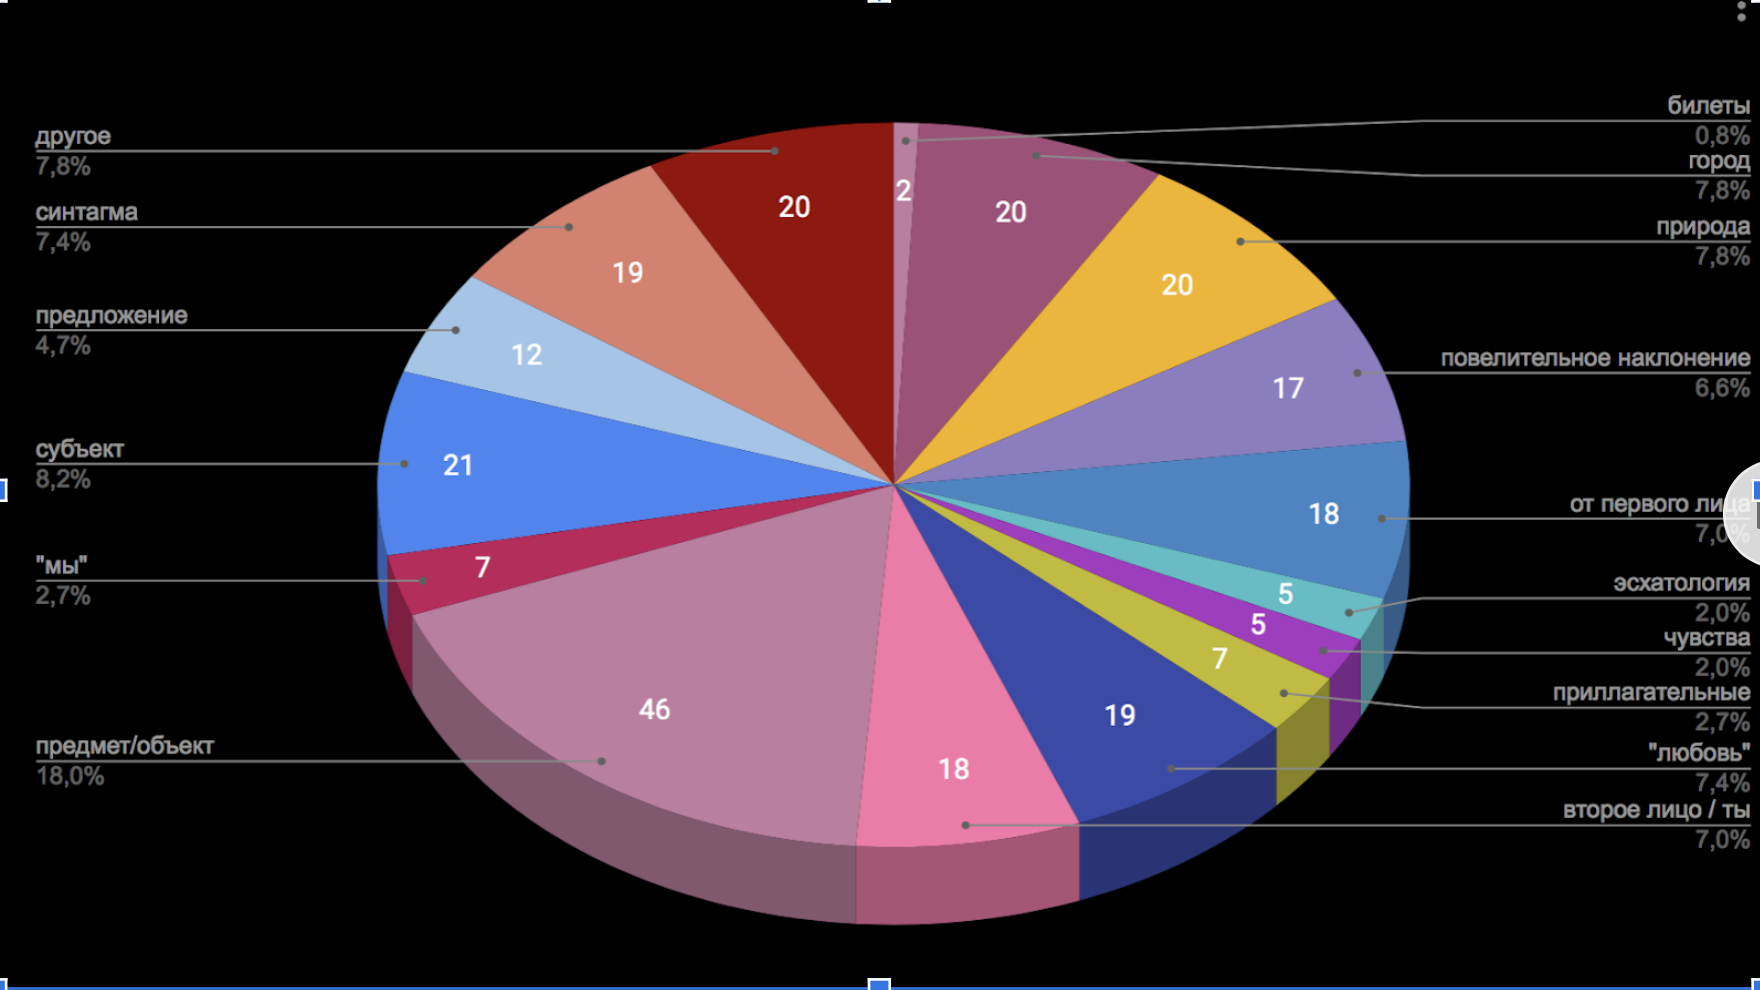 другое
7,8%
синтагма
7,4%
предложение
4,7%
субъект
8,2%
"мы"
2,7%
предмет/объект
18,0%
20
2
20
20
19
12
17
21
18
7
5
5
7
46
19
18
билеты
0,8%
город
7,8%
природа
7,8%
повелительное наклонение
6,6%
от первого лица
7,0%
эсхатология
2,0%
чувства
2,0%
приллагательные
2,7%
"любовь"
7,4%
второе лицо / ты
7,0%